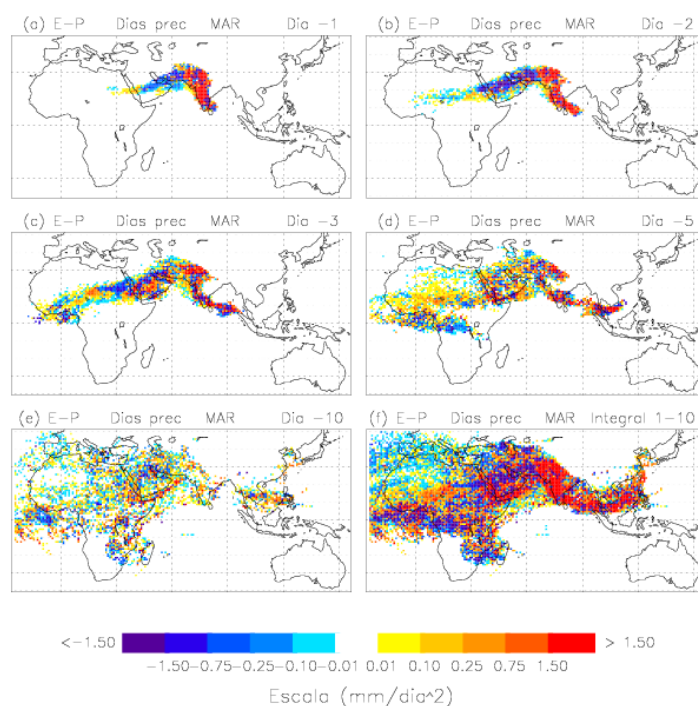 (a) E-P Dias prec MAR Dia -1
(b) E-P Dias prec MAR Dia -2
(c) E-P Dias prec MAR Dia -3
(d) E-P Dias prec MAR Dia -5
(e) E-P Dias prec MAR Dia -10
(f) E-P Dias prec MAR Integral 1-10
<-1.50 > 1.50
-1.50-0.75-0.25-0.10-0.01 0.01 0.10 0.25 0.75 1.50
Escala (mm/dia^2)